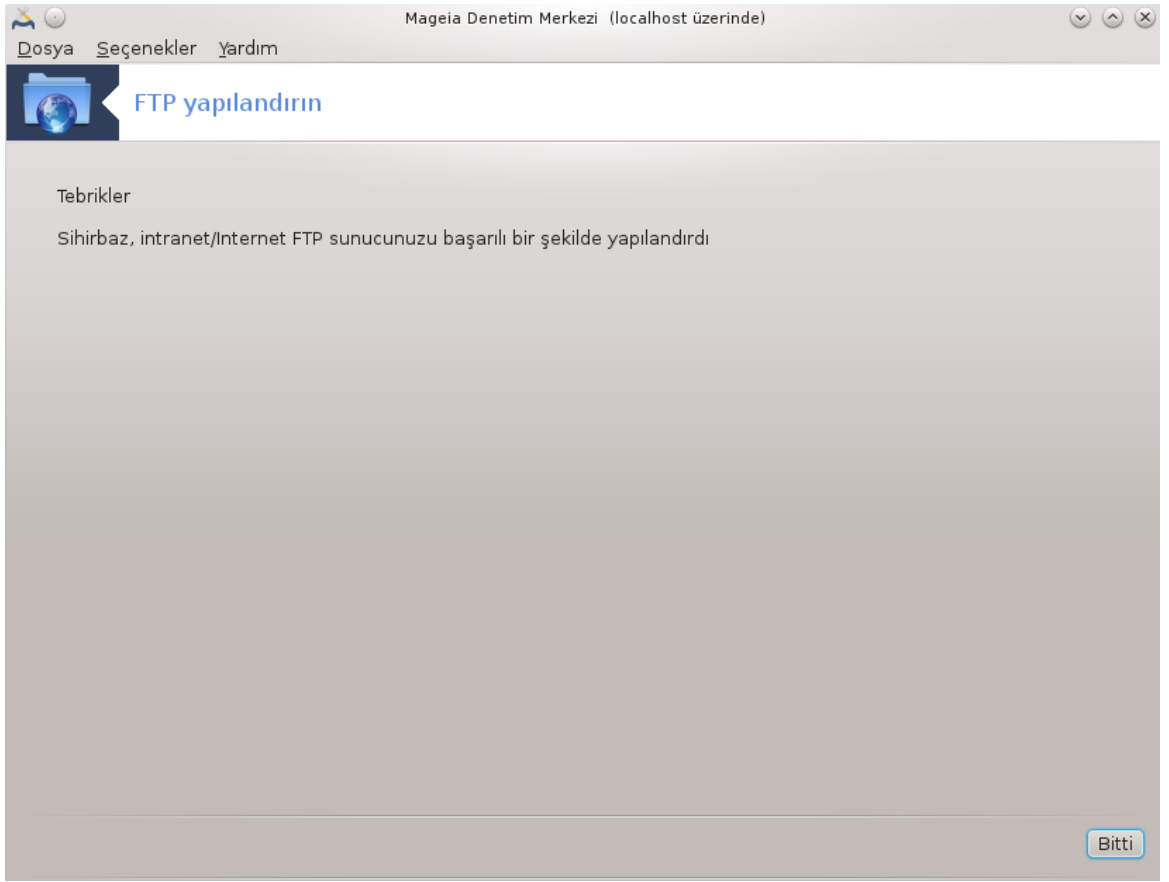 Mageia Denetim Merkezi (localhost üzerinde)
Dosya Seçenekler Yardım
FTP yapılandırın
Tebrikler
Sihirbaz, intranet/Internet FTP sunucunuzu başarılı bir şekilde yapılandırdı
Bitti